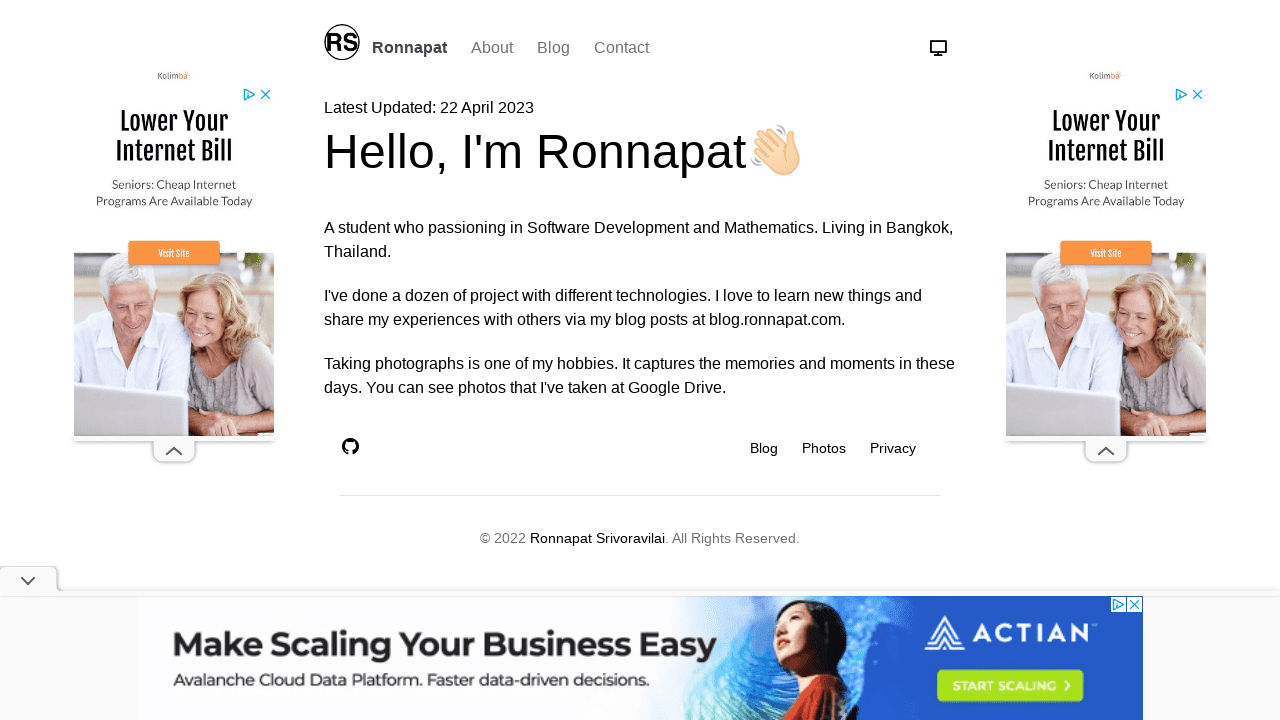 RS Ronnapat About Blog Contact
Latest Updated: 22 April 2023
Hello, I'm Ronnapat👋🏻
A student who passioning in Software Development and Mathematics. Living in Bangkok,
Thailand.
I've done a dozen of project with different technologies. I love to learn new things and
share my experiences with others via my blog posts at blog.ronnapat.com.
Taking photographs is one of my hobbies. It captures the memories and moments in these
days. You can see photos that I've taken at Google Drive.
Blog Photos Privacy
© 2022 Ronnapat Srivoravilai. All Rights Reserved.
Kolimba
Lower Your
Internet Bill
Seniors: Cheap Internet
Programs Are Available Today
Visit Site
Kolimba
Lower Your
Internet Bill
Seniors: Cheap Internet
Programs Are Available Today
Visit Site
Make Scaling Your Business Easy
Avalanche Cloud Data Platform. Faster data-driven decisions.
ACTIAN
START SCALING